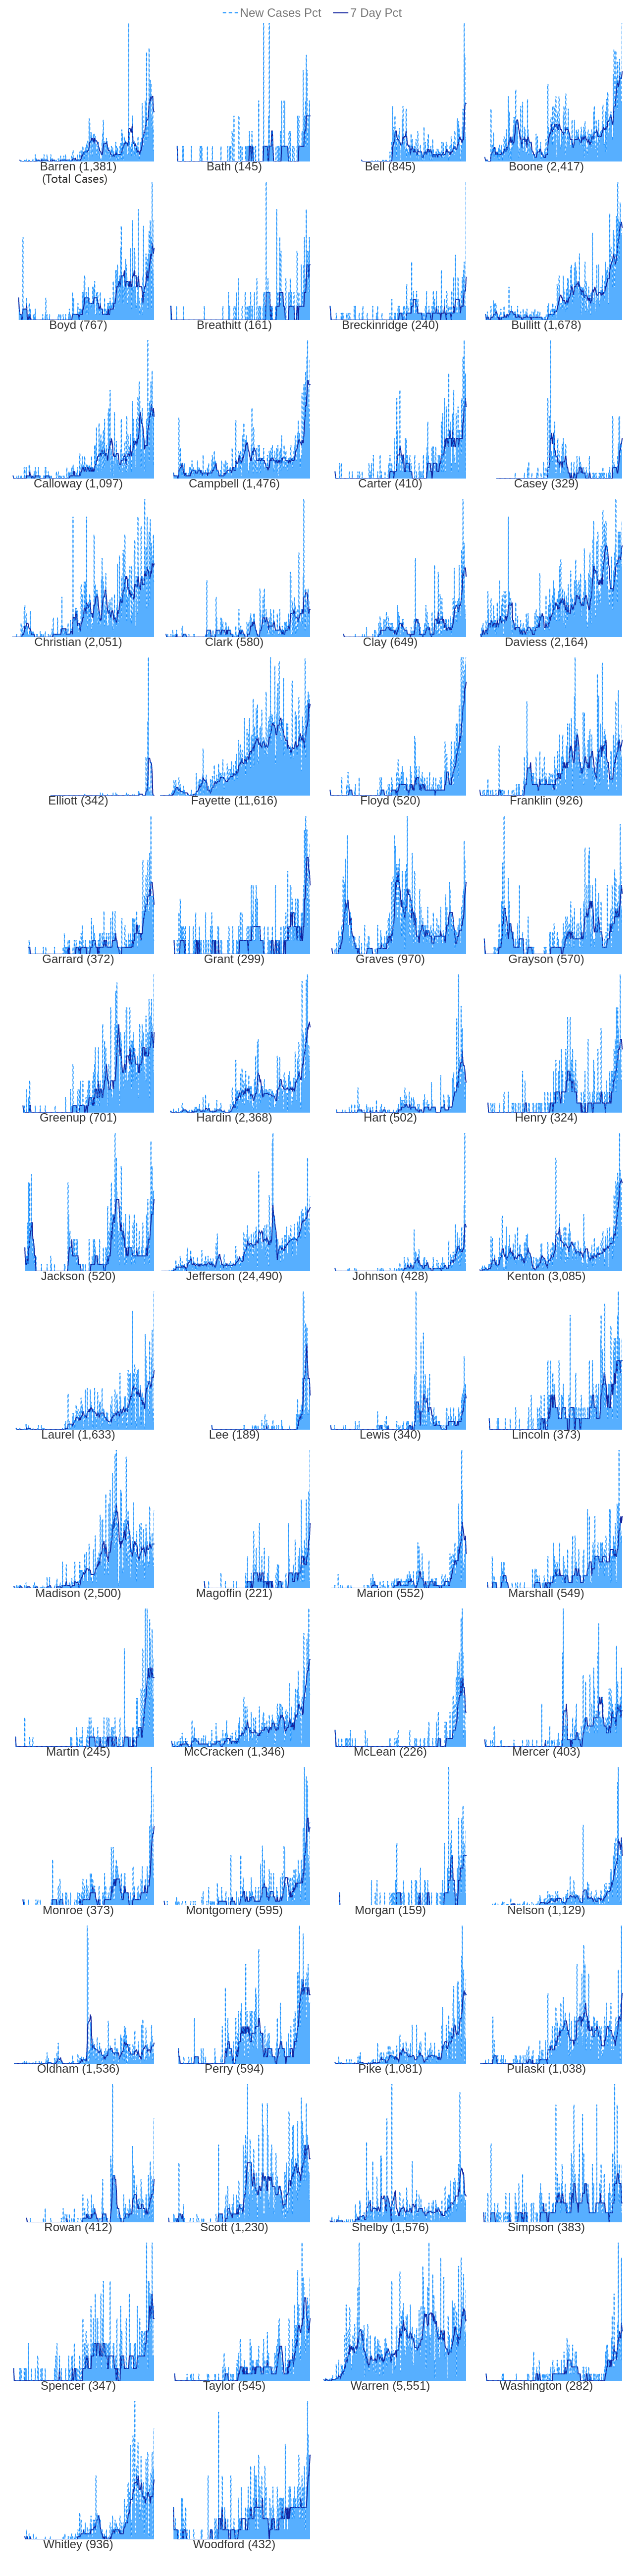 New Cases Pct 7 Day Pct
Barren (1,381) Bath (145) Bell (845) Boone (2,417)
(Total Cases)
Boyd (767) Breathitt (161) Breckinridge (240) Bullitt (1,678)
Calloway (1,097) Campbell (1,476) Carter (410) Casey (329)
Christian (2,051) Clark (580) Clay (649) Daviess (2,164)
Elliott (342) Fayette (11,616) Floyd (520) Franklin (926)
Garrard (372) Grant (299) Graves (970) Grayson (570)
Greenup (701) Hardin (2,368) Hart (502) Henry (324)
Jackson (520) Jefferson (24,490) Johnson (428) Kenton (3,085)
Laurel (1,633) Lee (189) Lewis (340) Lincoln (373)
Madison (2,500) Magoffin (221) Marion (552) Marshall (549)
Martin (245) McCracken (1,346) McLean (226) Mercer (403)
Monroe (373) Montgomery (595) Morgan (159) Nelson (1,129)
Oldham (1,536) Perry (594) Pike (1,081) Pulaski (1,038)
Rowan (412) Scott (1,230) Shelby (1,576) Simpson (383)
Spencer (347) Taylor (545) Warren (5,551) Washington (282)
Whitley (936) Woodford (432)